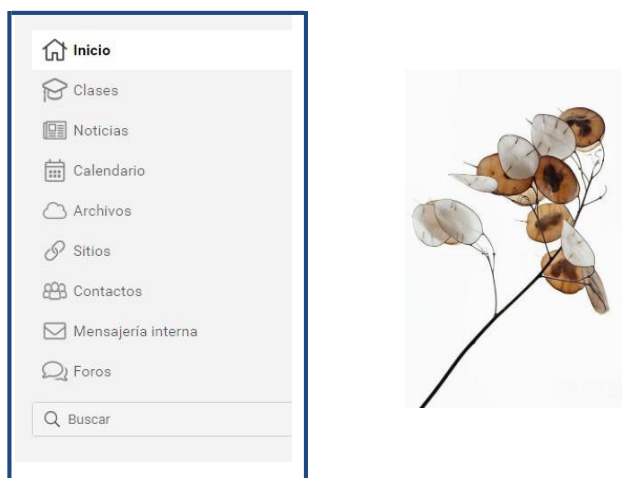 Inicio
Clases
Noticias
Calendario
Archivos
Sitios
Contactos
Mensajería interna
Foros
Buscar